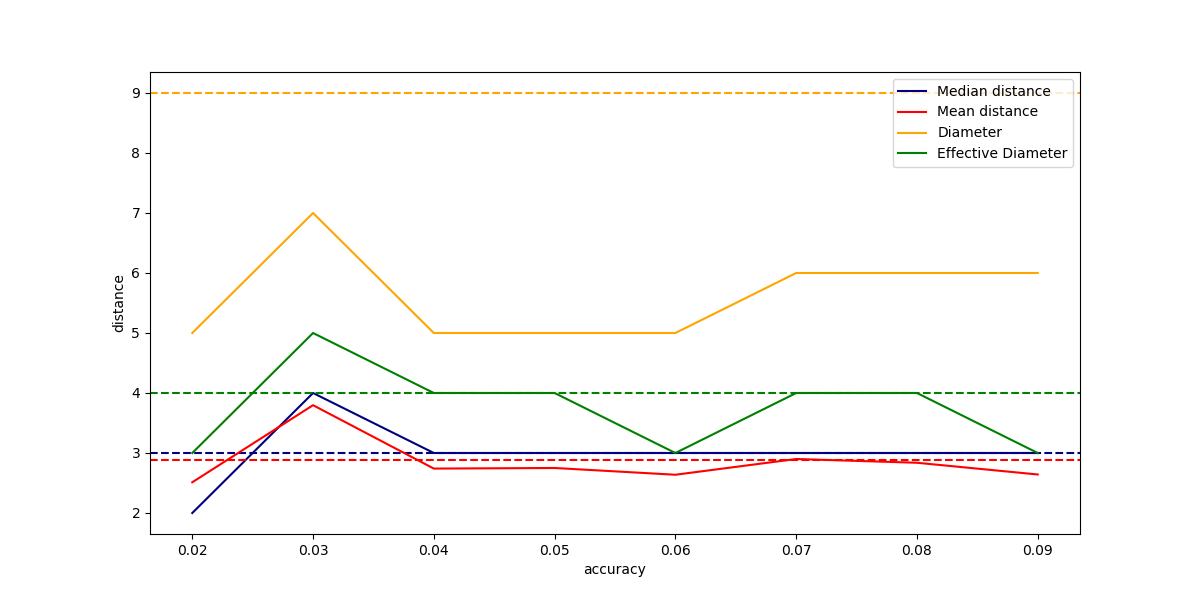 Median distance
Mean distance
Diameter
Effective Diameter
9
8
7
6
5
4
3
2
distance
0.02 0.03 0.04 0.05 0.06 0.07 0.08 0.09
accuracy